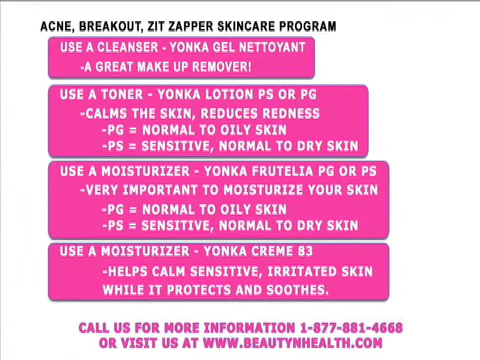 ACNE, BREAKOUT, ZIT ZAPPER SKINCARE PROGRAM
USE A CLEANSER - YONKA GEL NETTOYANT
-A GREAT MAKE UP REMOVER!
USE A TONER - YONKA LOTION PS OR PG
-CALMS THE SKIN, REDUCES REDNESS
-PG = NORMAL TO OILY SKIN
-PS = SENSITIVE, NORMAL TO DRY SKIN
USE A MOISTURIZER - YONKA FRUTELIA PG OR PS
-VERY IMPORTANT TO MOISTURIZE YOUR SKIN
-PG = NORMAL TO OILY SKIN
-PS = SENSITIVE, NORMAL TO DRY SKIN
USE A MOISTURIZER - YONKA CREME 83
-HELPS CALM SENSITIVE, IRRITATED SKIN
WHILE IT PROTECTS AND SOOTHES.
CALL US FOR MORE INFORMATION 1-877-881-4668
OR VISIT US AT WWW.BEAUTYNHEALTH.COM